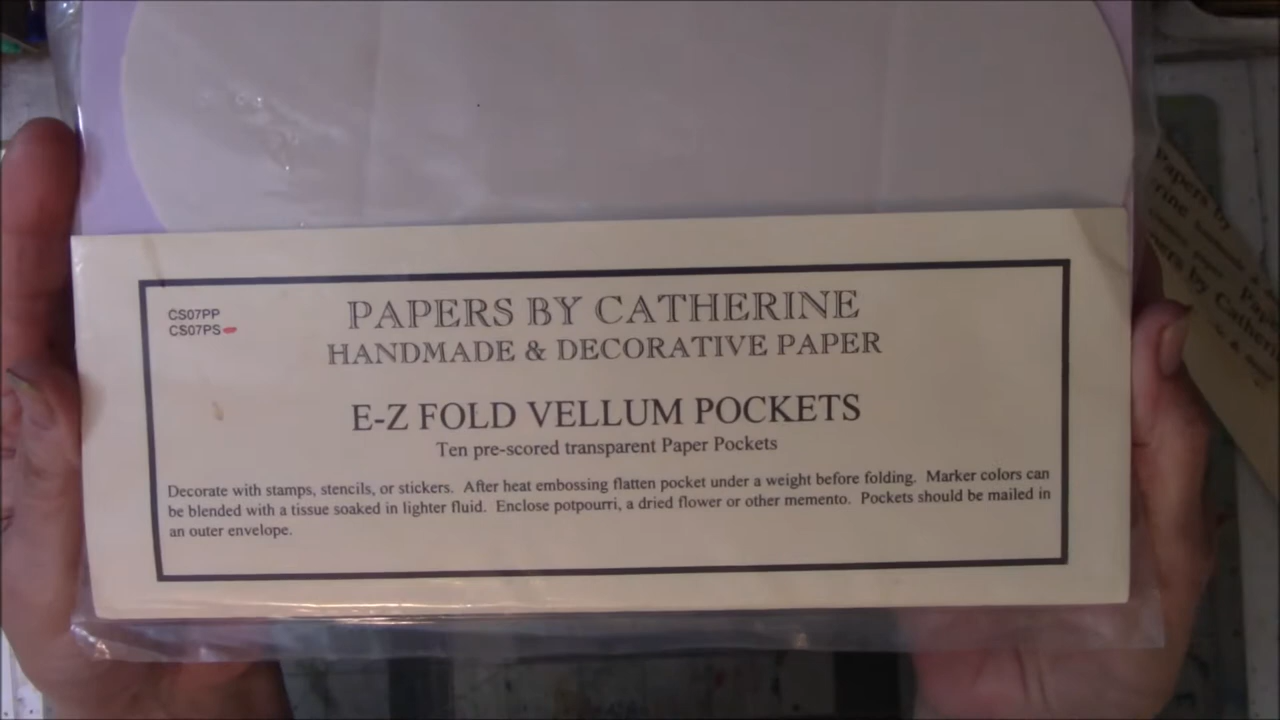 CS07PP
CS07PS
PAPERS BY CATHERINE
HANDMADE & DECORATIVE PAPER
E-Z FOLD VELLUM POCKETS
Ten pre-scored transparent Paper Pockets
Decorate with stamps, stencils, or stickers. After heat embossing flatten pocket under a weight before folding. Marker colors can
be blended with a tissue soaked in lighter fluid. Enclose potpourri, a dried flower or other memento. Pockets should be mailed in
an outer envelope.
Papers by